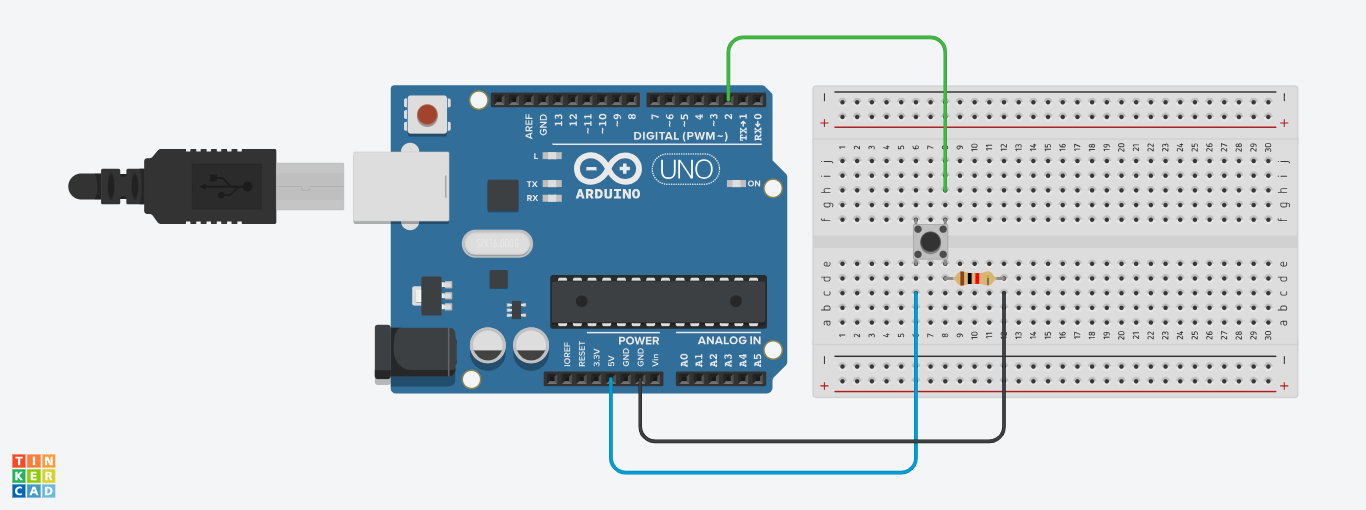 AREF
GND
13
12
~11
~10
~9
8
7
~6
~5
4
~3
2
TX→1
RX←0
DIGITAL (PWM~)
L
TX
RX
ARDUINO
UNO
ON
IOREF
RESET
3.3V
5V
GND
GND
Vin
POWER
ANALOG IN
A0
A1
A2
A3
A4
A5
− −
+ +
1 2 3 4 5 6 7 8 9 10 11 12 13 14 15 16 17 18 19 20 21 22 23 24 25 26 27 28 29 30
j j
i i
h h
g g
f f
e e
d d
c c
b b
a a
1 2 3 4 5 6 7 8 9 10 11 12 13 14 15 16 17 18 19 20 21 22 23 24 25 26 27 28 29 30
− −
+ +
TIN
KER
CAD